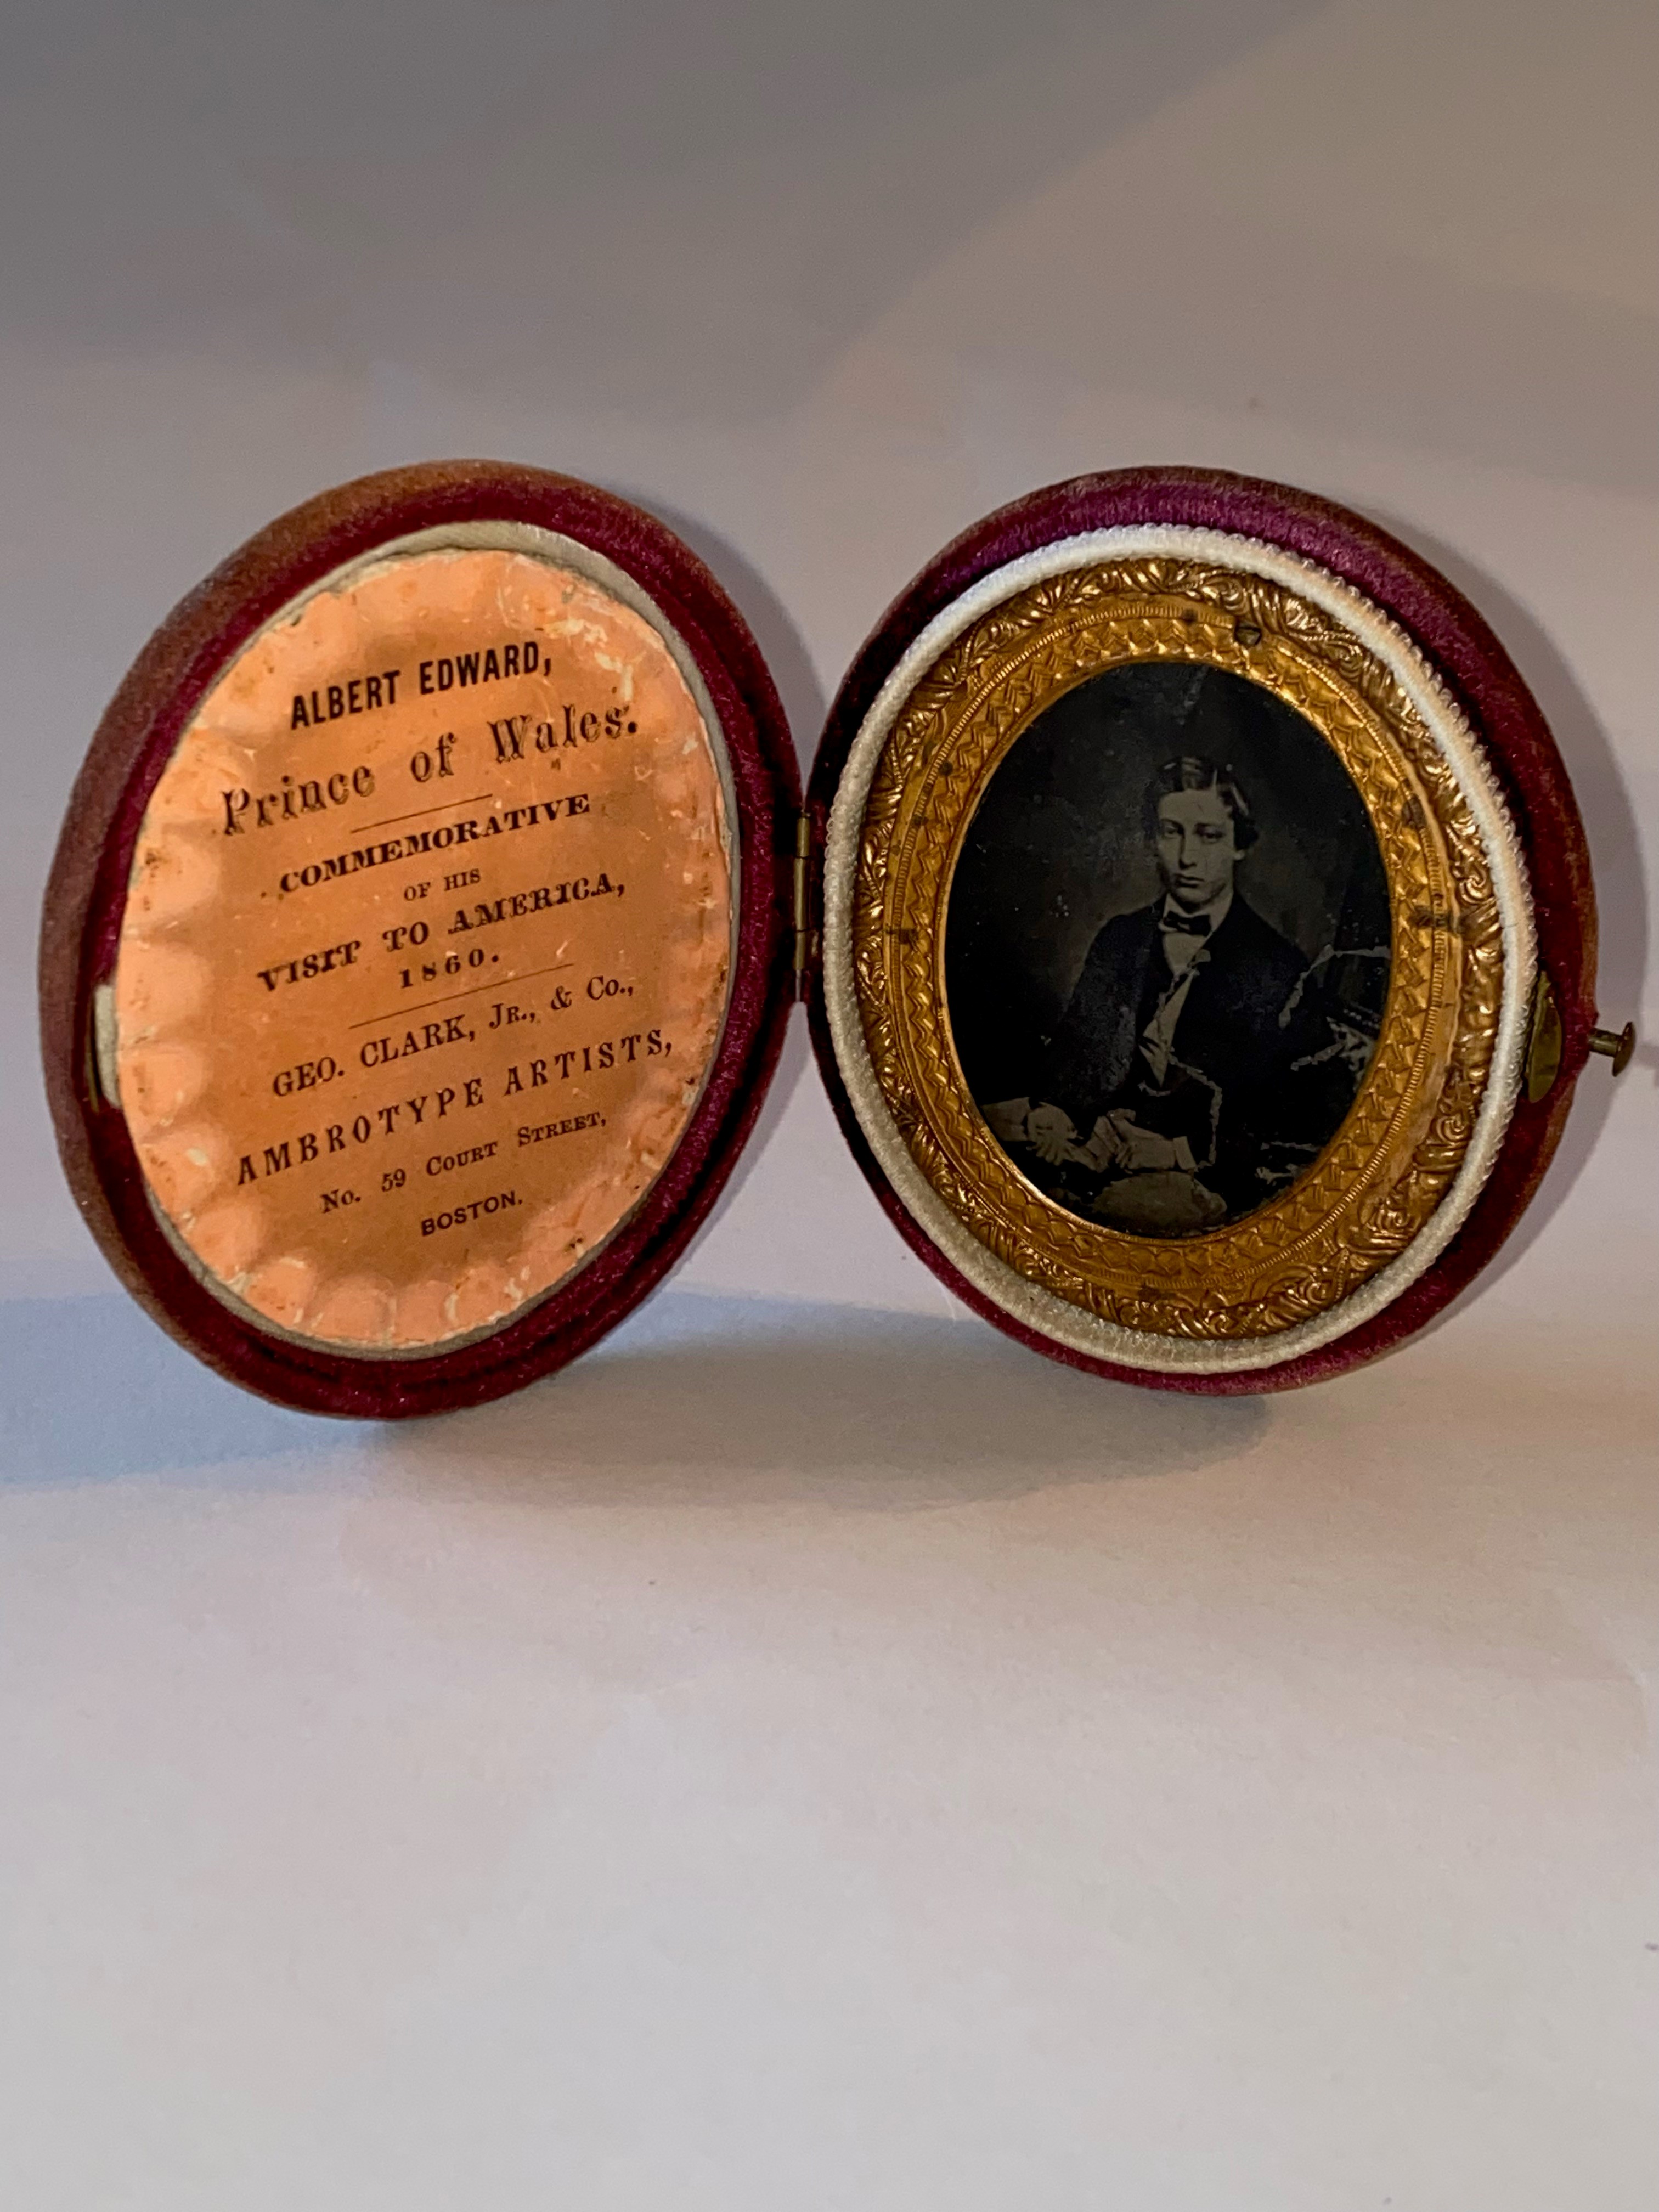 ALBERT EDWARD,
Prince of Wales.
COMMEMORATIVE
OF HIS
VISIT TO AMERICA,
1860.
GEO. CLARK, JR., & Co.,
AMBROTYPE ARTISTS,
No. 59 COURT STREET,
BOSTON.